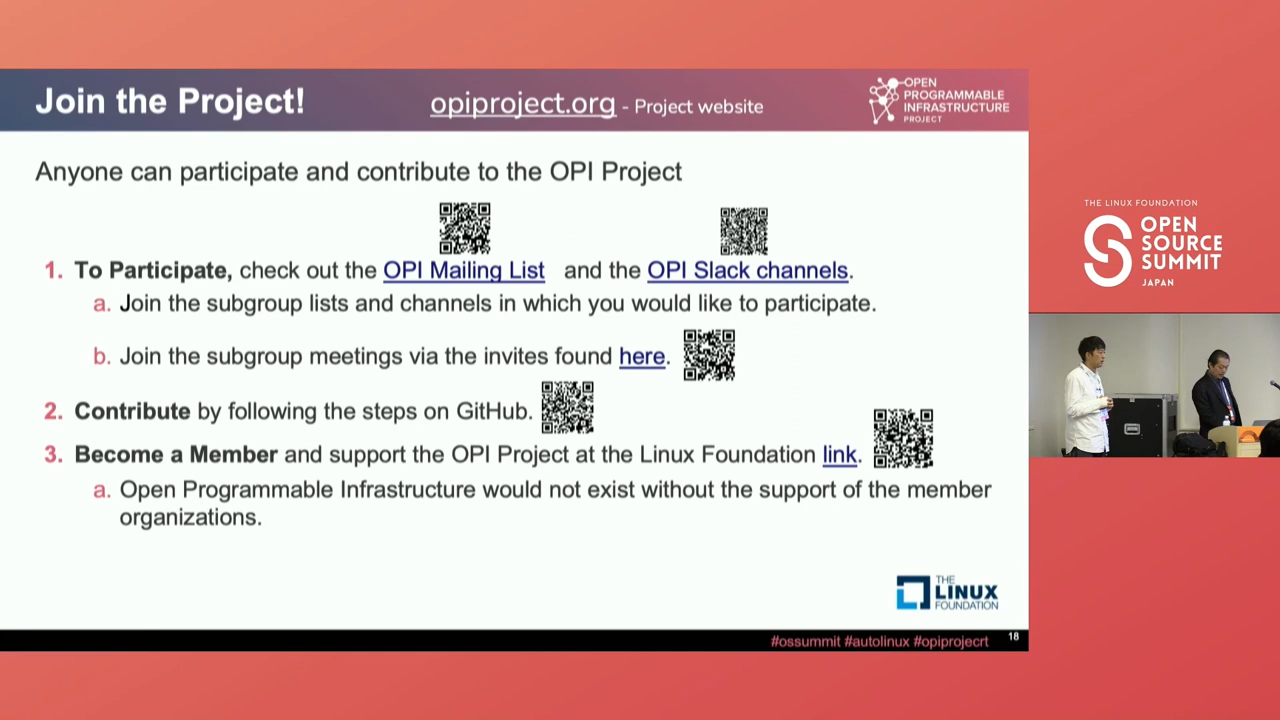 Join the Project!
opiproject.org - Project website
OPEN
PROGRAMMABLE
INFRASTRUCTURE
PROJECT
Anyone can participate and contribute to the OPI Project
1. To Participate, check out the OPI Mailing List and the OPI Slack channels.
a. Join the subgroup lists and channels in which you would like to participate.
b. Join the subgroup meetings via the invites found here.
2. Contribute by following the steps on GitHub.
3. Become a Member and support the OPI Project at the Linux Foundation link.
a. Open Programmable Infrastructure would not exist without the support of the member
organizations.
THE
LINUX
FOUNDATION
#ossummit #autolinux #opiprojecrt 18
THE LINUX FOUNDATION
OPEN
SOURCE
SUMMIT
JAPAN